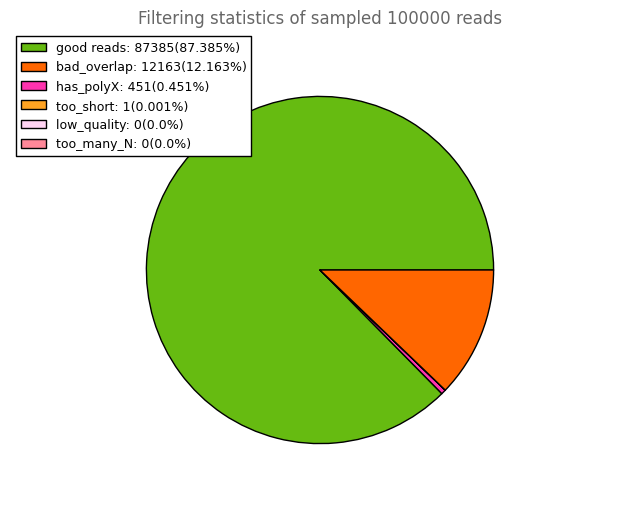 Filtering statistics of sampled 100000 reads
good reads: 87385(87.385%)
bad_overlap: 12163(12.163%)
has_polyX: 451(0.451%)
too_short: 1(0.001%)
low_quality: 0(0.0%)
too_many_N: 0(0.0%)